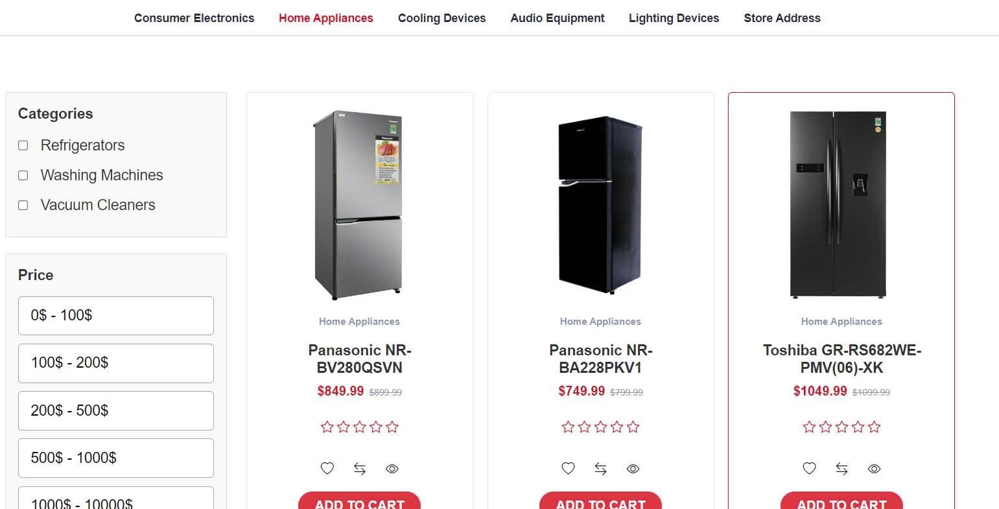 Consumer Electronics Home Appliances Cooling Devices Audio Equipment Lighting Devices Store Address
Categories
Refrigerators
Washing Machines
Vacuum Cleaners
Price
0$ - 100$
100$ - 200$
200$ - 500$
500$ - 1000$
1000$ - 10000$
Panasonic
Home Appliances
Panasonic NR-
BV280QSVN
$849.99 $899.99
ADD TO CART
Panasonic
Home Appliances
Panasonic NR-
BA228PKV1
$749.99 $799.99
ADD TO CART
Home Appliances
Toshiba GR-RS682WE-
PMV(06)-XK
$1049.99 $1099.99
ADD TO CART